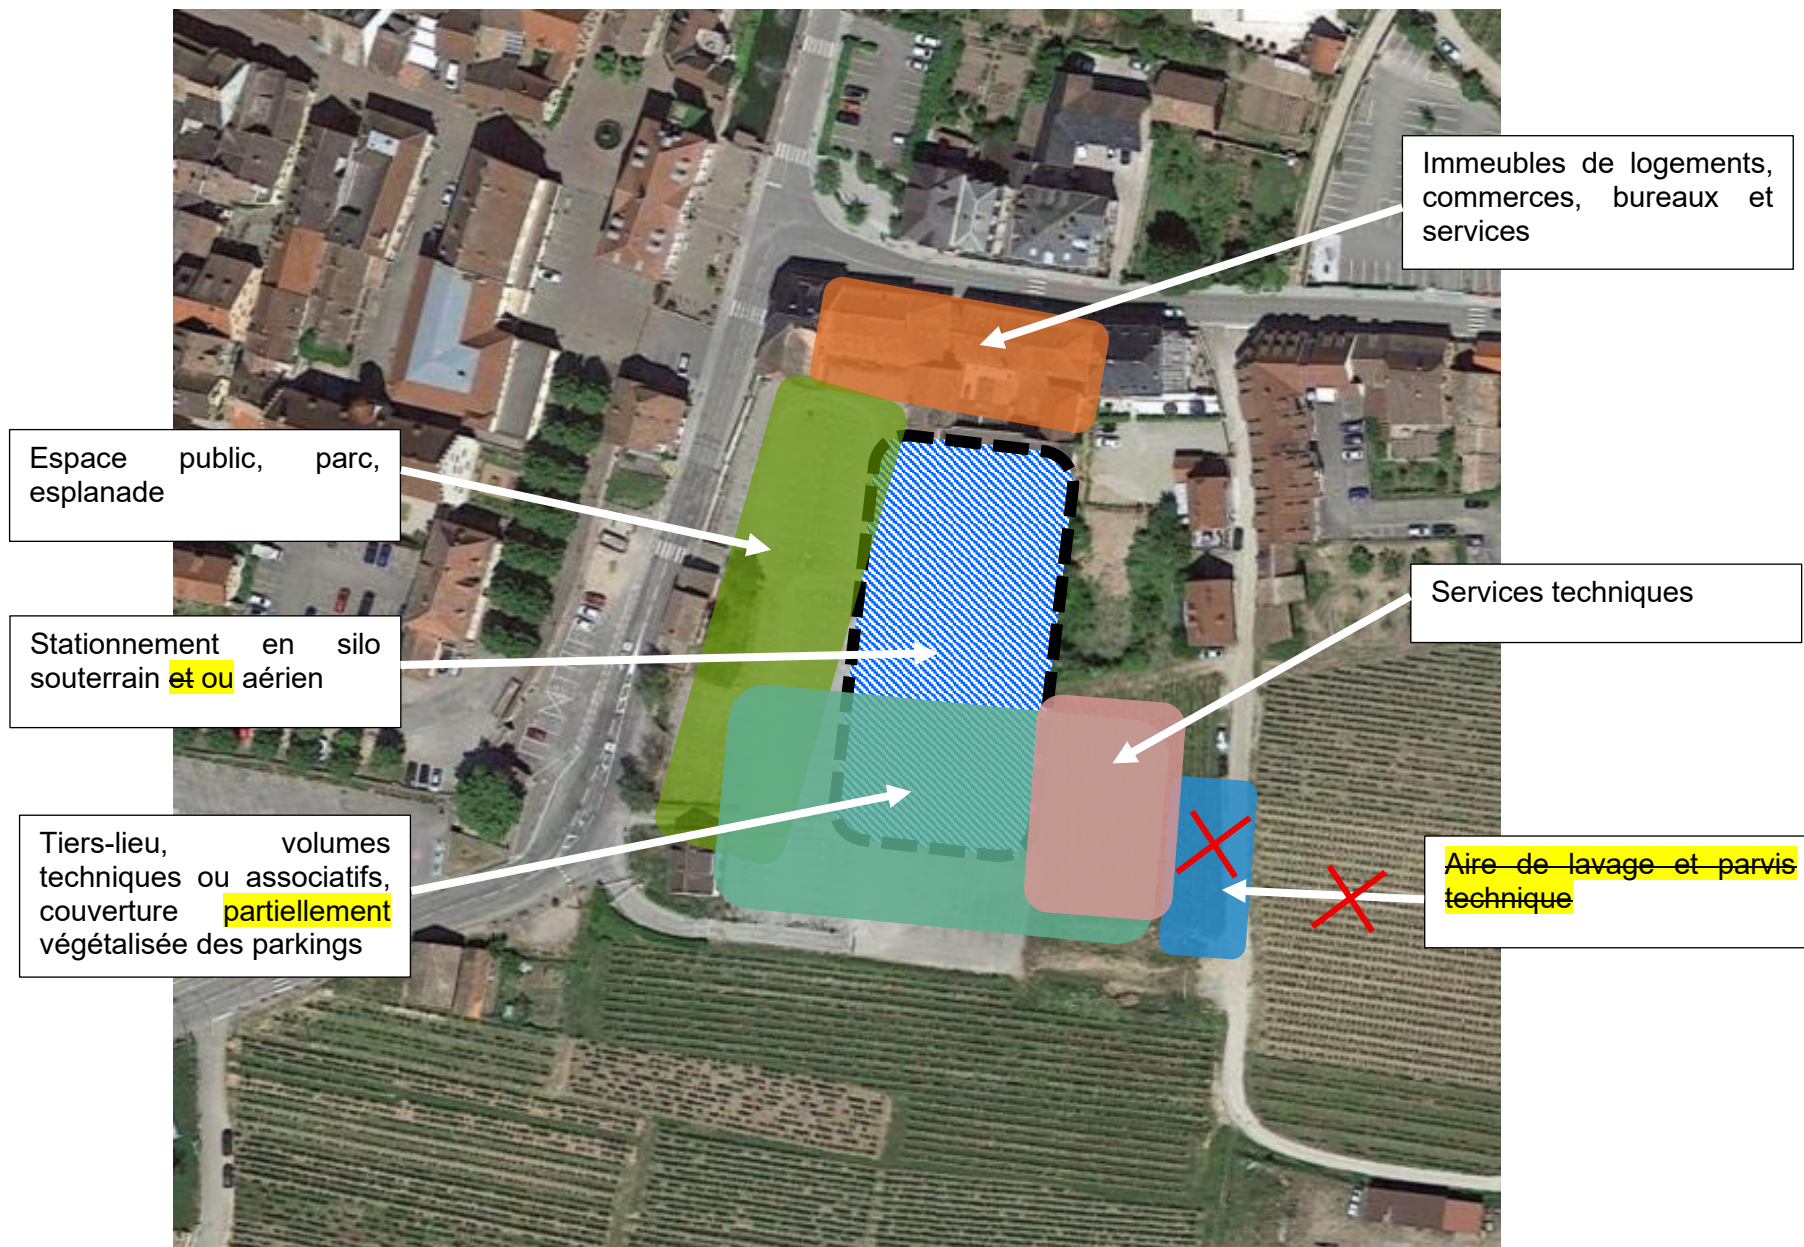 Immeubles de logements,
commerces, bureaux et
services
Espace public, parc,
esplanade
Services techniques
Stationnement en silo
souterrain et ou aérien
Tiers-lieu, volumes
techniques ou associatifs,
couverture partiellement
végétalisée des parkings
Aire de lavage et parvis
technique